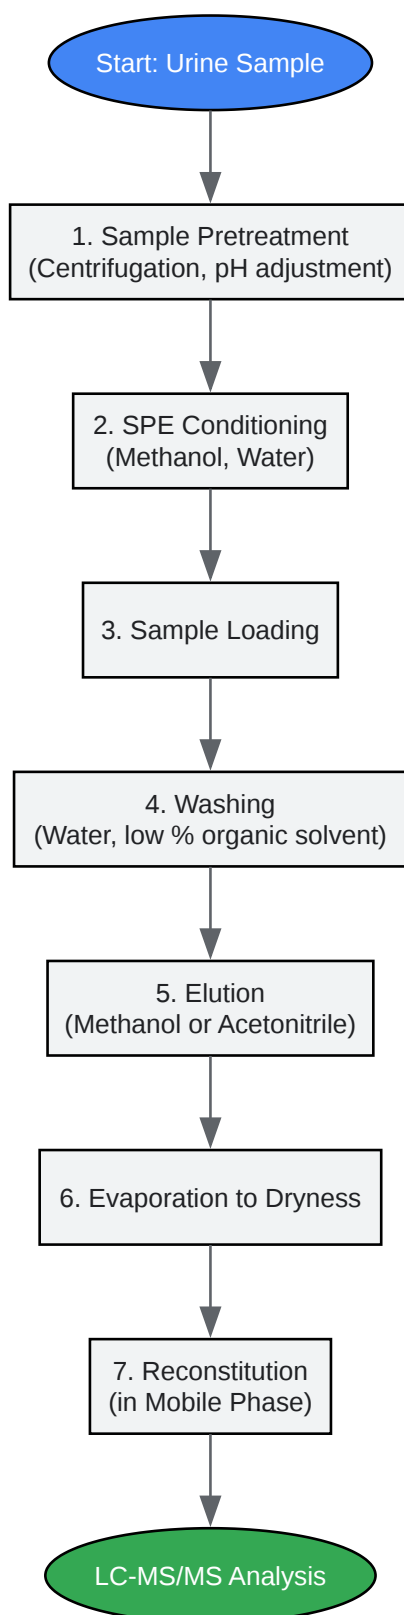 Start: Urine Sample
1. Sample Pretreatment
(Centrifugation, pH adjustment)
2. SPE Conditioning
(Methanol, Water)
3. Sample Loading
4. Washing
(Water, low % organic solvent)
5. Elution
(Methanol or Acetonitrile)
6. Evaporation to Dryness
7. Reconstitution
(in Mobile Phase)
LC-MS/MS Analysis